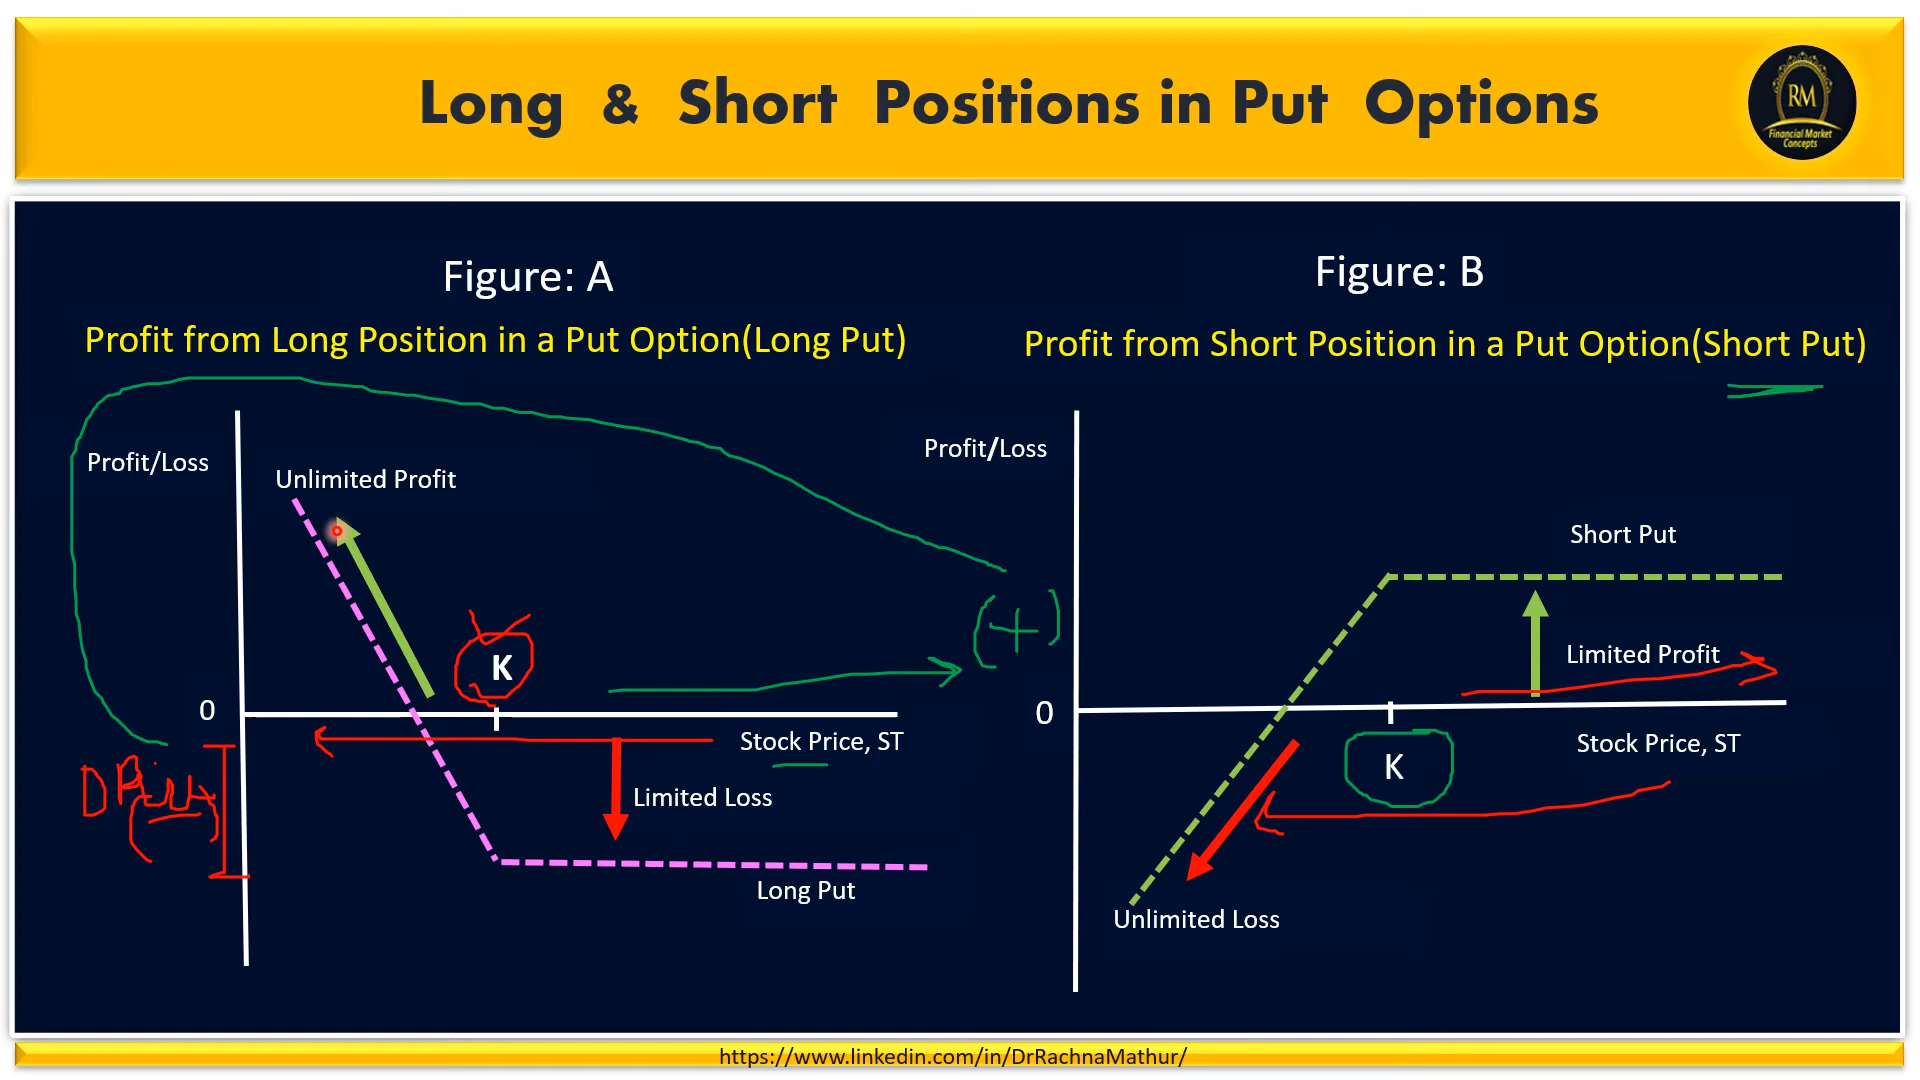 Long & Short Positions in Put Options
RM
Financial Market
Concepts
Figure: A
Profit from Long Position in a Put Option(Long Put)
Profit/Loss
Unlimited Profit
K
0
Stock Price, ST
Limited Loss
Long Put
(+)
Figure: B
Profit from Short Position in a Put Option(Short Put)
Profit/Loss
Short Put
Limited Profit
0
K
Stock Price, ST
Unlimited Loss
https://www.linkedin.com/in/DrRachnaMathur/